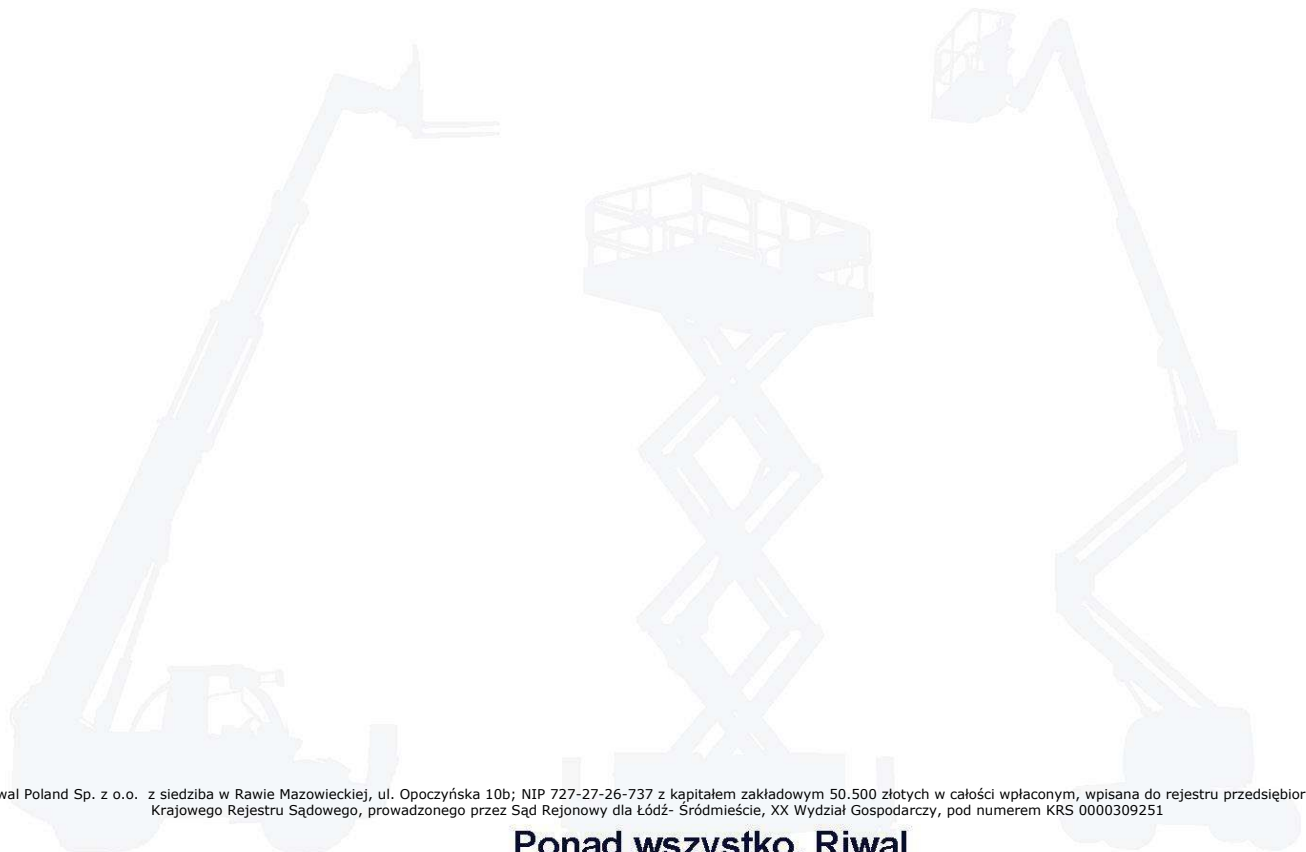 wal Poland Sp. z o.o. z siedziba w Rawie Mazowieckiej, ul. Opoczyńska 10b; NIP 727-27-26-737 z kapitałem zakładowym 50.500 złotych w całości wpłaconym, wpisana do rejestru przedsiębior
Krajowego Rejestru Sądowego, prowadzonego przez Sąd Rejonowy dla Łódź- Śródmieście, XX Wydział Gospodarczy, pod numerem KRS 0000309251
Ponad wszystko, Riwal